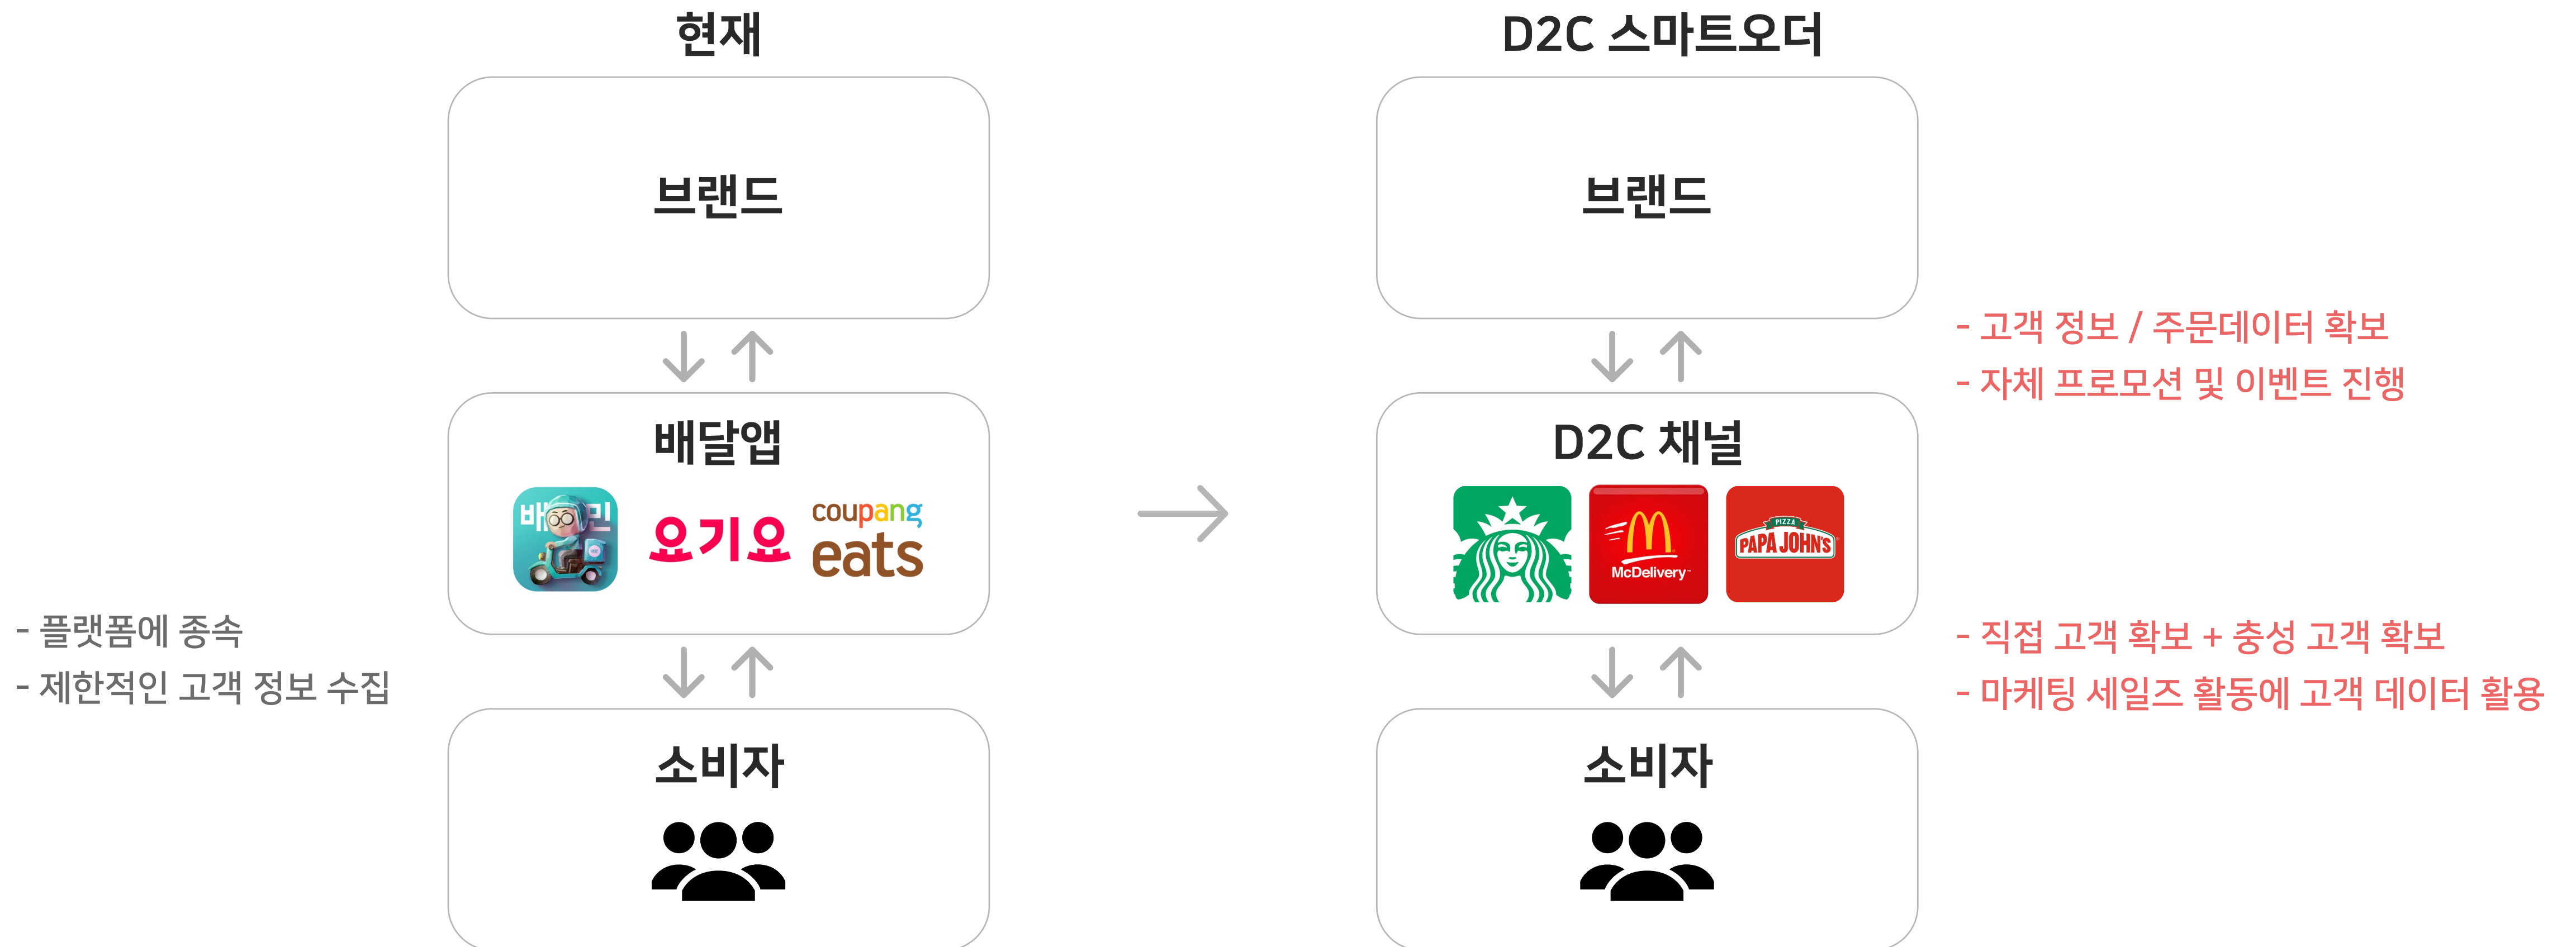 현재
브랜드
배달앱
배 민
요기요
coupang
eats
- 플랫폼에 종속
- 제한적인 고객 정보 수집
소비자
D2C 스마트오더
브랜드
- 고객 정보 / 주문데이터 확보
- 자체 프로모션 및 이벤트 진행
D2C 채널
McDelivery™
PIZZA
PAPA JOHN'S
- 직접 고객 확보 + 충성 고객 확보
- 마케팅 세일즈 활동에 고객 데이터 활용
소비자